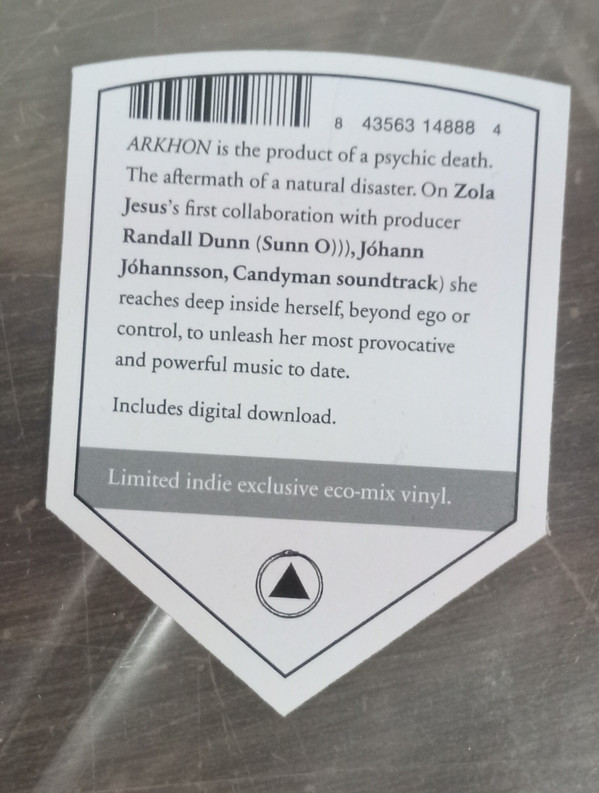 8 43563 14888 4
ARKHON is the product of a psychic death.
The aftermath of a natural disaster. On Zola
Jesus's first collaboration with producer
Randall Dunn (Sunn O))), Jóhann
Jóhannsson, Candyman soundtrack) she
reaches deep inside herself, beyond ego or
control, to unleash her most provocative
and powerful music to date.
Includes digital download.
Limited indie exclusive eco-mix vinyl.